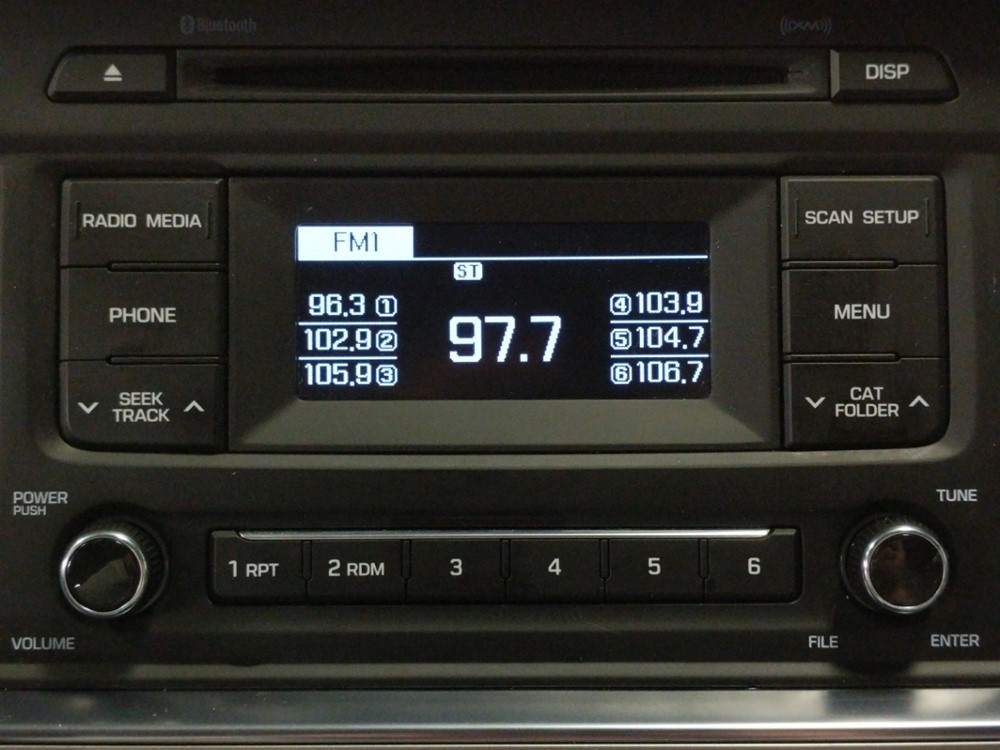 Bluetooth
((XM))
DISP
RADIO MEDIA
PHONE
SEEK
TRACK
FM1
ST
96.3 1
102.9 2
105.9 3
97.7
4 103.9
5 104.7
6 106.7
SCAN SETUP
MENU
CAT
FOLDER
POWER
PUSH
VOLUME
1 RPT
2 RDM
3
4
5
6
TUNE
FILE
ENTER